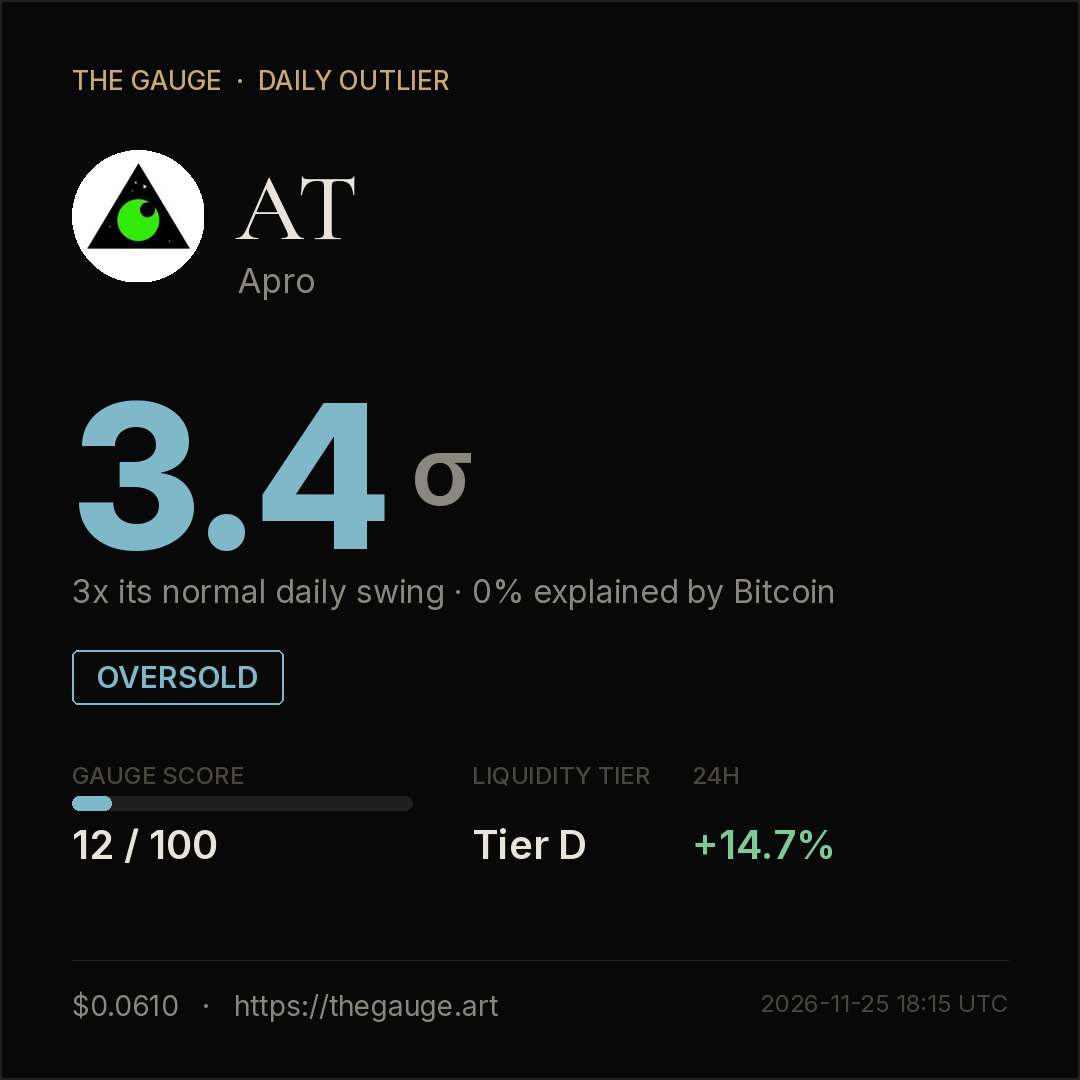 THE GAUGE · DAILY OUTLIER
AT
Apro
3.4 σ
3x its normal daily swing · 0% explained by Bitcoin
OVERSOLD
GAUGE SCORE LIQUIDITY TIER 24H
12 / 100 Tier D +14.7%
$0.0610 · https://thegauge.art 2026-11-25 18:15 UTC